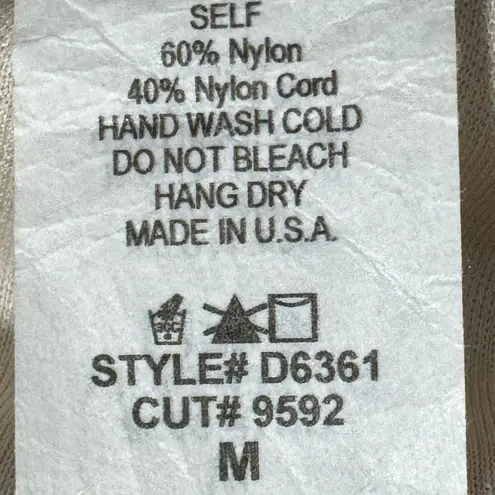 SELF
60% Nylon
40% Nylon Cord
HAND WASH COLD
DO NOT BLEACH
HANG DRY
MADE IN U.S.A.
30C
STYLE# D6361
CUT# 9592
M